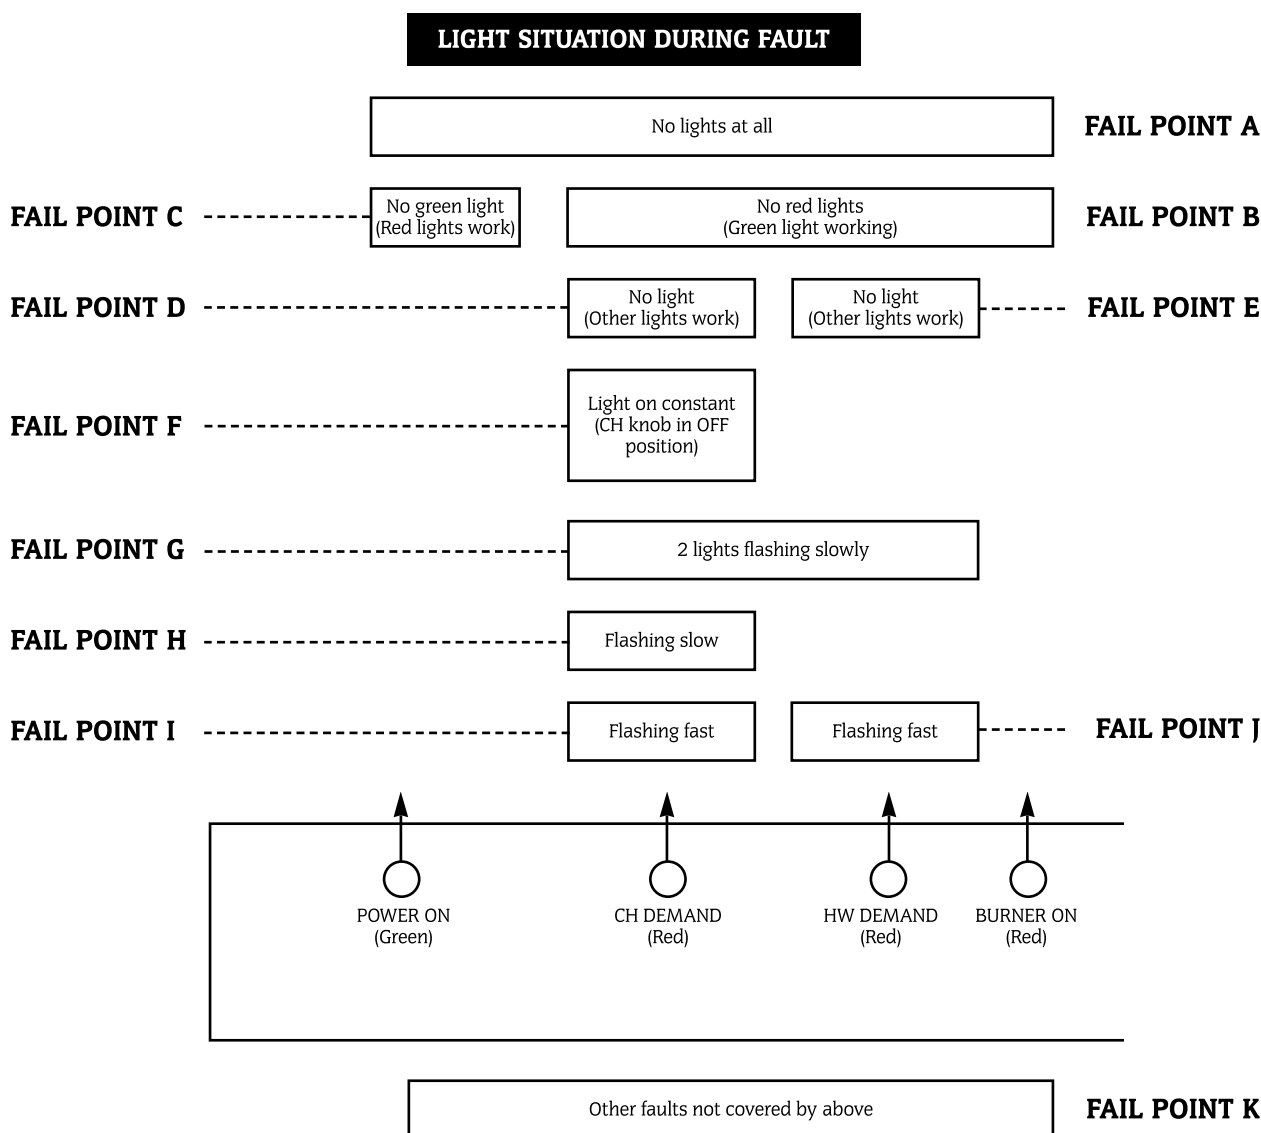 LIGHT SITUATION DURING FAULT
No lights at all
FAIL POINT A
FAIL POINT C
No green light
(Red lights work)
No red lights
(Green light working)
FAIL POINT B
FAIL POINT D
No light
(Other lights work)
No light
(Other lights work)
FAIL POINT E
FAIL POINT F
Light on constant
(CH knob in OFF
position)
FAIL POINT G
2 lights flashing slowly
FAIL POINT H
Flashing slow
FAIL POINT I
Flashing fast
Flashing fast
FAIL POINT J
POWER ON
(Green)
CH DEMAND
(Red)
HW DEMAND
(Red)
BURNER ON
(Red)
Other faults not covered by above
FAIL POINT K